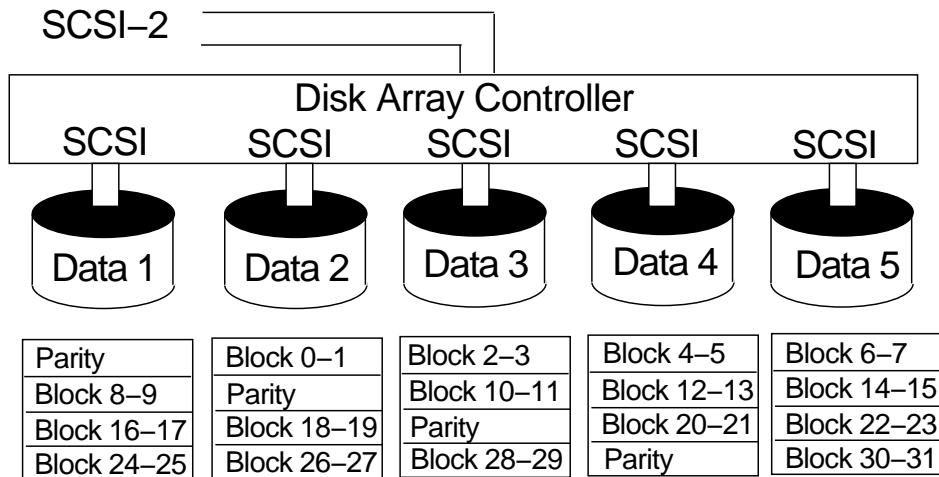 SCSI–2
Disk Array Controller
SCSI SCSI SCSI SCSI SCSI
Data 1 Data 2 Data 3 Data 4 Data 5
Parity Block 0–1 Block 2–3 Block 4–5 Block 6–7
Block 8–9 Parity Block 10–11 Block 12–13 Block 14–15
Block 16–17 Block 18–19 Parity Block 20–21 Block 22–23
Block 24–25 Block 26–27 Block 28–29 Parity Block 30–31